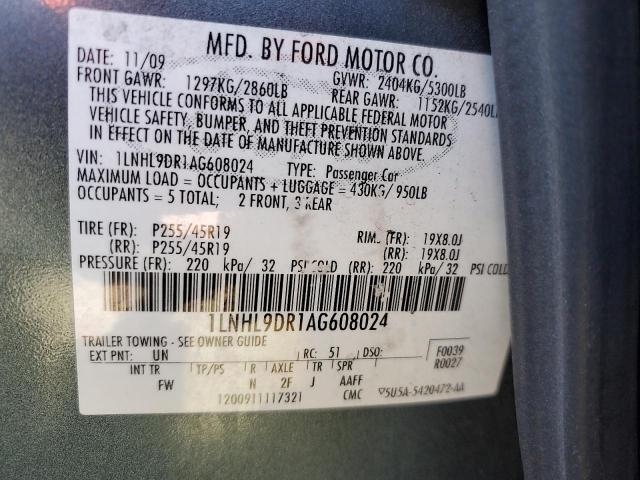 MFD. BY FORD MOTOR CO.
DATE: 11/09 GVWR: 2404KG/5300LB
FRONT GAWR: 1297KG/2860LB REAR GAWR: 1152KG/2540L
THIS VEHICLE CONFORMS TO ALL APPLICABLE FEDERAL MOTOR
VEHICLE SAFETY, BUMPER, AND THEFT PREVENTION STANDARDS
IN EFFECT ON THE DATE OF MANUFACTURE SHOWN ABOVE.
VIN: 1LNHL9DR1AG608024 TYPE: Passenger Car
MAXIMUM LOAD = OCCUPANTS + LUGGAGE = 430KG/ 950LB
OCCUPANTS = 5 TOTAL; 2 FRONT, 3 REAR
TIRE (FR): P255/45R19 RIM (FR): 19X8.0J
(RR): P255/45R19 (RR): 19X8.0J
PRESSURE (FR): 220 kPa/ 32 PSI COLD (RR): 220 kPa/ 32 PSI COLD
1LNHL9DR1AG608024
TRAILER TOWING - SEE OWNER GUIDE
EXT PNT: UN RC: 51 DSO: F0039
R0027
INT TR TP/PS R AXLE TR SPR
FW N 2F J AAFF
1200911117321 CMC 5U5A-5420472-AA